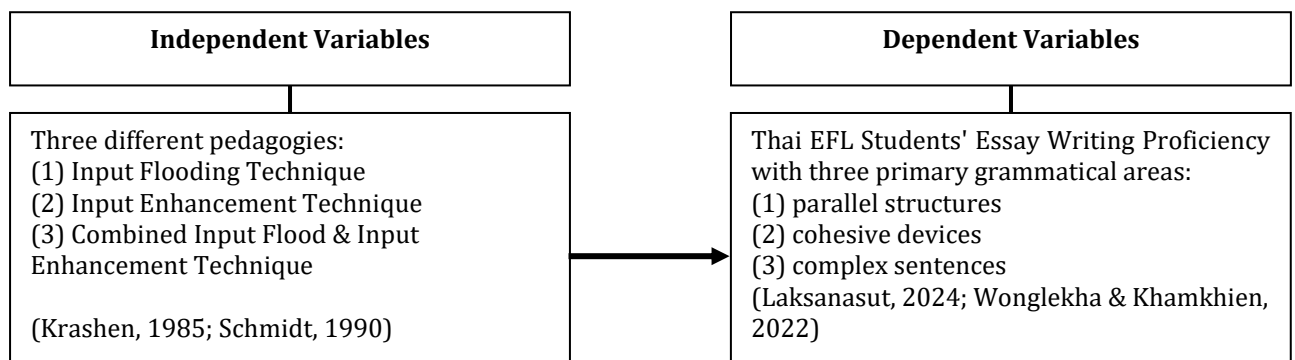 Independent Variables
Three different pedagogies:
(1) Input Flooding Technique
(2) Input Enhancement Technique
(3) Combined Input Flood & Input
Enhancement Technique
(Krashen, 1985; Schmidt, 1990)
Dependent Variables
Thai EFL Students' Essay Writing Proficiency
with three primary grammatical areas:
(1) parallel structures
(2) cohesive devices
(3) complex sentences
(Laksanasut, 2024; Wonglekha & Khamkhien,
2022)